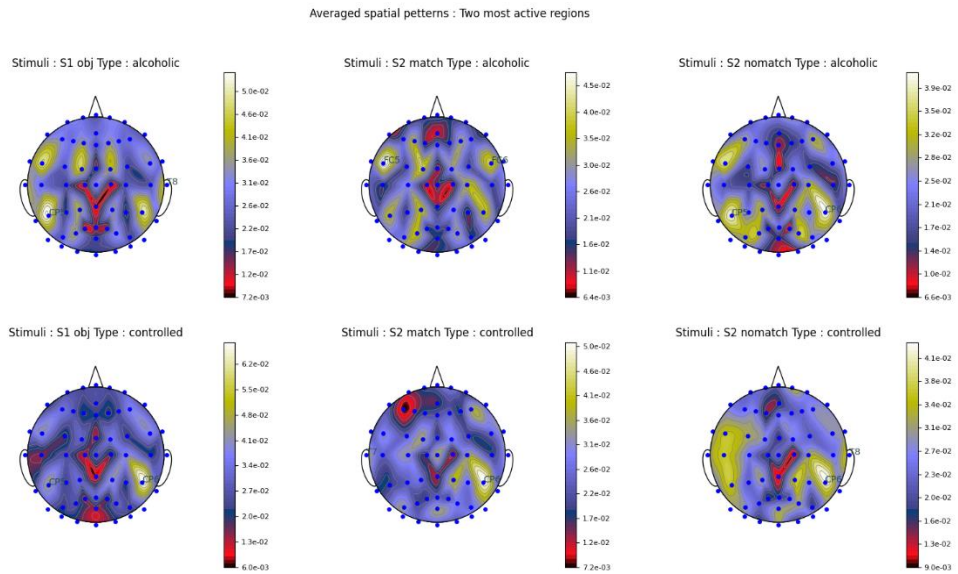 Averaged spatial petterns : Two most active regions
Stimuli : S1 obj Type : alcoholic
5.0e-02
4.6e-02
4.1e-02
3.6e-02
3.1e-02
2.6e-02
2.2e-02
1.7e-02
1.2e-02
7.2e-03
T8
Stimuli : S2 match Type : alcoholic
4.5e-02
4.0e-02
3.5e-02
3.0e-02
2.6e-02
2.1e-02
1.6e-02
1.1e-02
6.4e-03
FC5
FC6
Stimuli : S2 nomatch Type : alcoholic
3.9e-02
3.2e-02
2.9e-02
2.5e-02
2.1e-02
1.8e-02
1.4e-02
1.0e-02
6.6e-03
CP5
Stimuli : S1 obj Type : controlled
6.2e-02
5.5e-02
4.8e-02
4.1e-02
3.4e-02
2.7e-02
2.0e-02
1.3e-02
6.0e-03
Stimuli : S2 match Type : controlled
5.0e-02
4.5e-02
4.0e-02
3.6e-02
3.1e-02
2.6e-02
2.1e-02
1.7e-02
1.2e-02
7.2e-03
Stimuli : S2 nomatch Type : controlled
4.1e-02
3.8e-02
3.4e-02
3.1e-02
2.7e-02
2.3e-02
2.0e-02
1.6e-02
1.3e-02
9.0e-03
T8
CP6